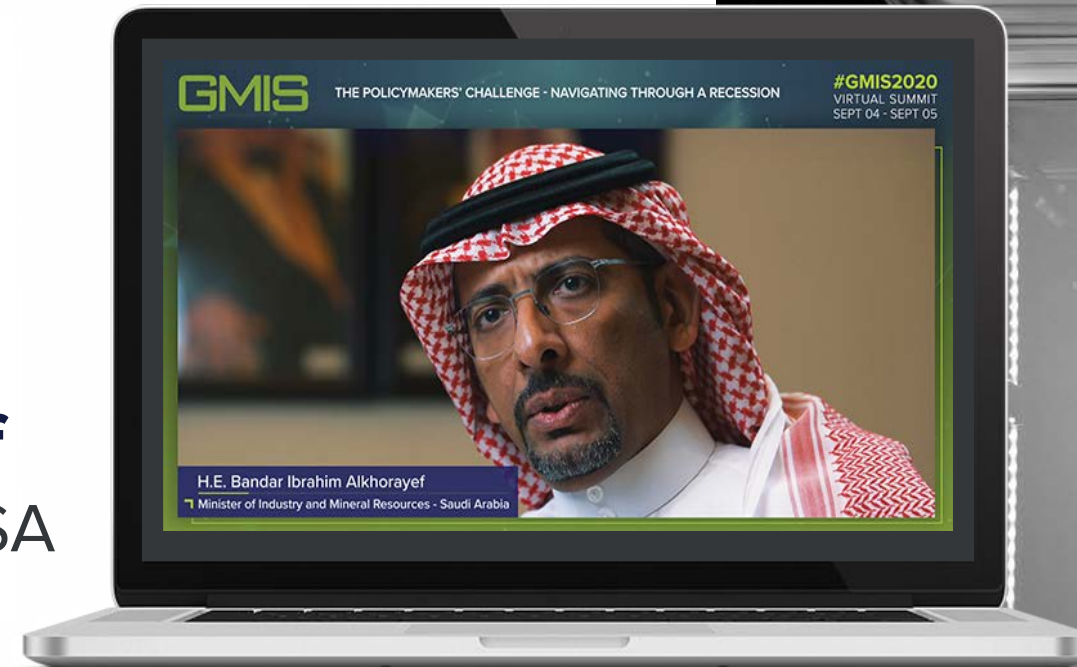 GMIS
THE POLICYMAKERS' CHALLENGE - NAVIGATING THROUGH A RECESSION
#GMIS2020
VIRTUAL SUMMIT
SEPT 04 - SEPT 05
H.E. Bandar Ibrahim Alkhorayef
Minister of Industry and Mineral Resources - Saudi Arabia